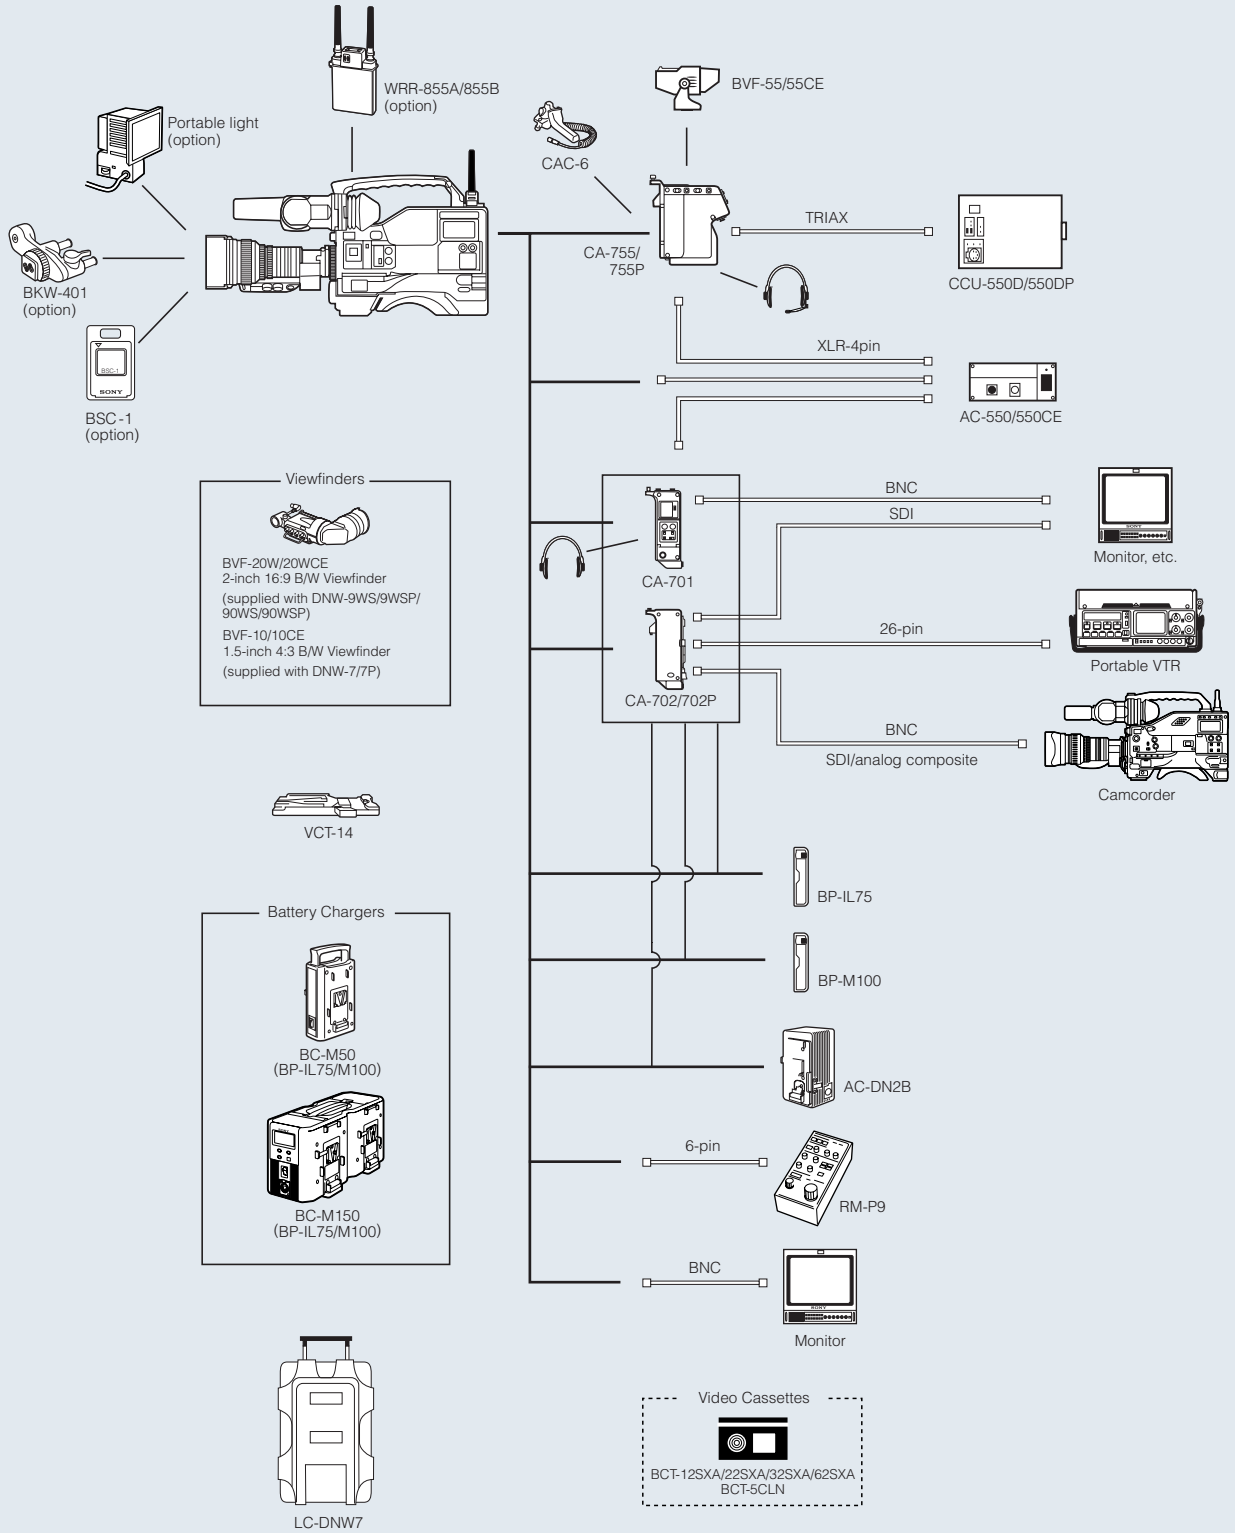 WRR-855A/855B
(option)
BVF-55/55CE
Portable light
(option)
CAC-6
TRIAX
CA-755/
755P
CCU-550D/550DP
BKW-401
(option)
XLR-4pin
BSC-1
SONY
BSC-1
(option)
AC-550/550CE
Viewfinders
BVF-20W/20WCE
2-inch 16:9 B/W Viewfinder
(supplied with DNW-9WS/9WSP/
90WS/90WSP)
BVF-10/10CE
1.5-inch 4:3 B/W Viewfinder
(supplied with DNW-7/7P)
BNC
SDI
SONY
Monitor, etc.
CA-701
26-pin
Portable VTR
CA-702/702P
BNC
SDI/analog composite
Camcorder
VCT-14
BP-IL75
Battery Chargers
BP-M100
BC-M50
(BP-IL75/M100)
AC-DN2B
6-pin
RM-P9
BC-M150
(BP-IL75/M100)
BNC
SONY
Monitor
Video Cassettes
BCT-12SXA/22SXA/32SXA/62SXA
BCT-5CLN
LC-DNW7